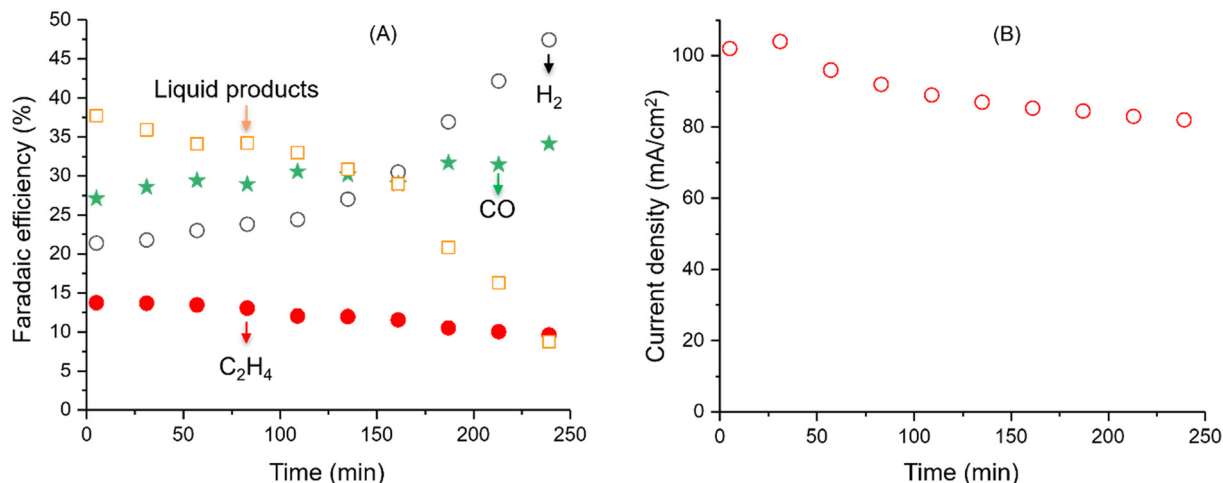 (A)
Faradaic efficiency (%)
50
45
40
35
30
25
20
15
10
5
0
Liquid products
H₂
CO
C₂H₄
0 50 100 150 200 250
Time (min)
(B)
Current density (mA/cm²)
100
80
60
40
20
0
0 50 100 150 200 250
Time (min)